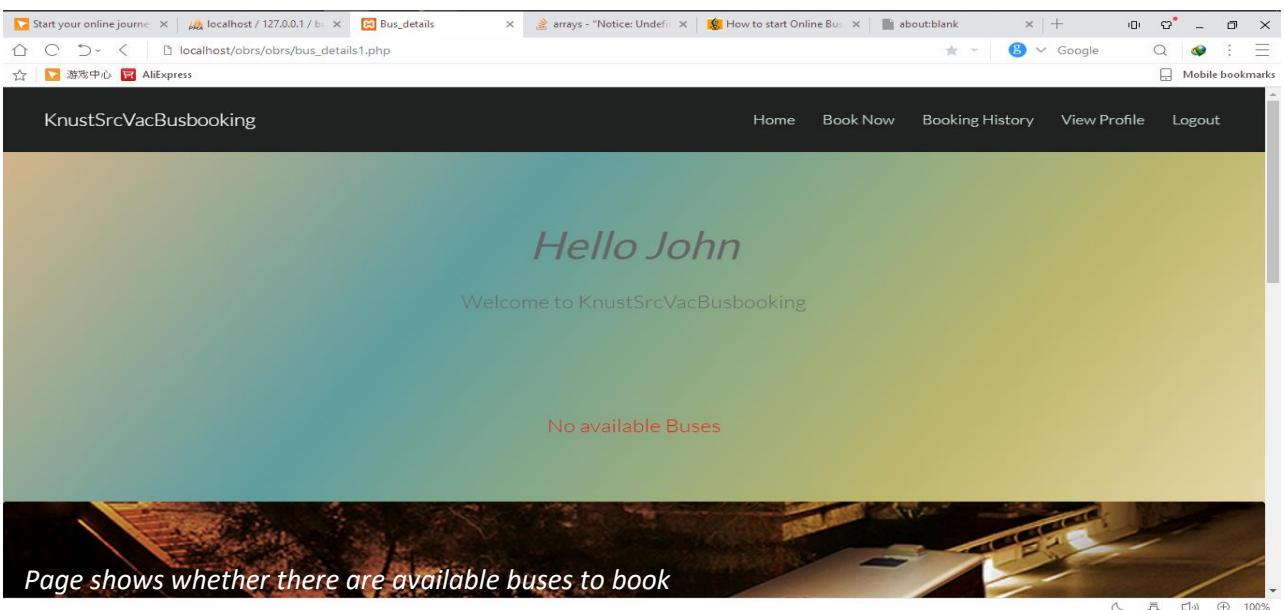 Start your online journe
localhost / 127.0.0.1 / b
Bus_details
arrays - "Notice: Undefi
How to start Online Bus
about:blank
localhost/obrs/obrs/bus_details1.php
8
Google
游戏中心
AliExpress
Mobile bookmarks
KnustSrcVacBusbooking
Home Book Now Booking History View Profile Logout
Hello John
Welcome to KnustSrcVacBusbooking
No available Buses
Page shows whether there are available buses to book
100%